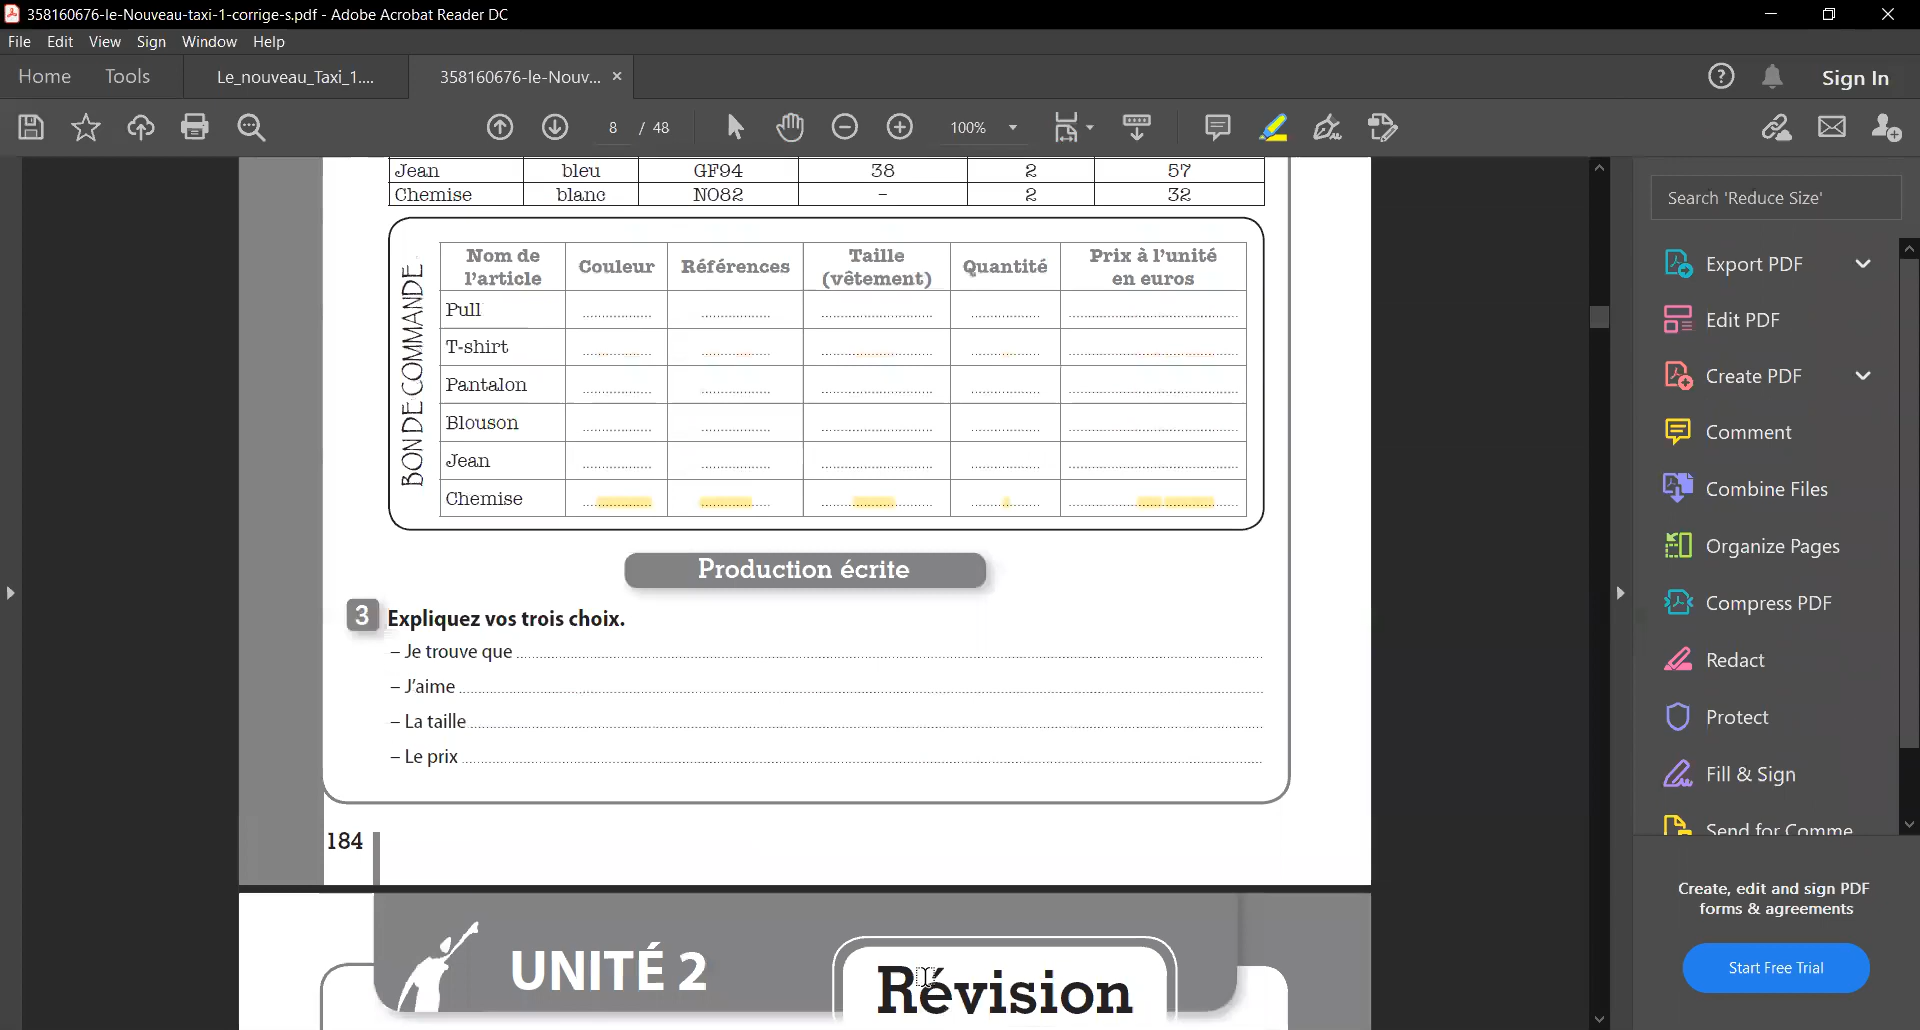 358160676-le-Nouveau-taxi-1-corrige-s.pdf - Adobe Acrobat Reader DC
File Edit View Sign Window Help
Home Tools Le_nouveau_Taxi_1.... 358160676-le-Nouv... × Sign In
8 / 48 100%
Jean bleu GF94 38 2 57
Chemise blanc NO82 - 2 32
BON DE COMMANDE
Nom de l'article Couleur Références Taille (vêtement) Quantité Prix à l'unité en euros
Pull
T-shirt
Pantalon
Blouson
Jean
Chemise
Production écrite
3 Expliquez vos trois choix.
– Je trouve que
– J'aime
– La taille
– Le prix
184
UNITÉ 2
Révision
Search 'Reduce Size'
Export PDF
Edit PDF
Create PDF
Comment
Combine Files
Organize Pages
Compress PDF
Redact
Protect
Fill & Sign
Send for Comme
Create, edit and sign PDF
forms & agreements
Start Free Trial